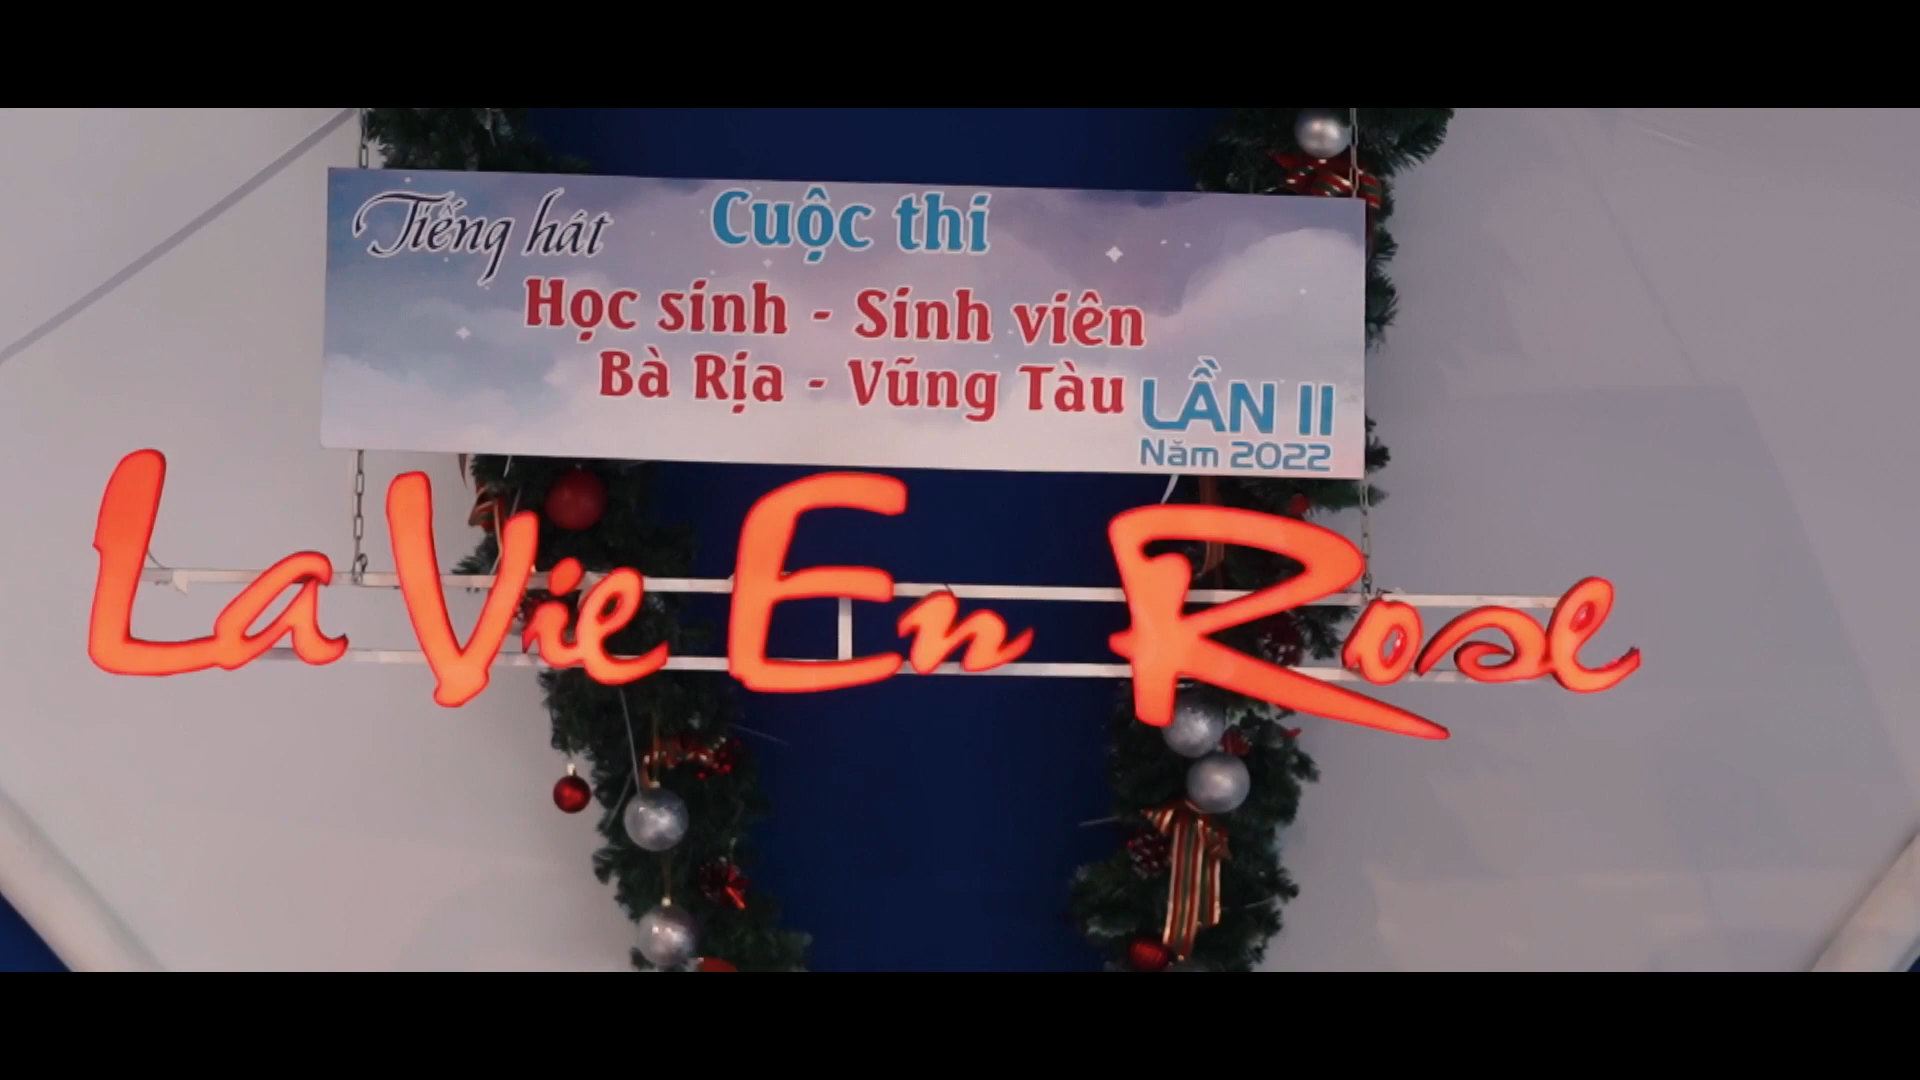 Cuộc thi
Tiếng hát
Học sinh - Sinh viên
Bà Rịa - Vũng Tàu
LẦN II
Năm 2022
La Vie En Rose